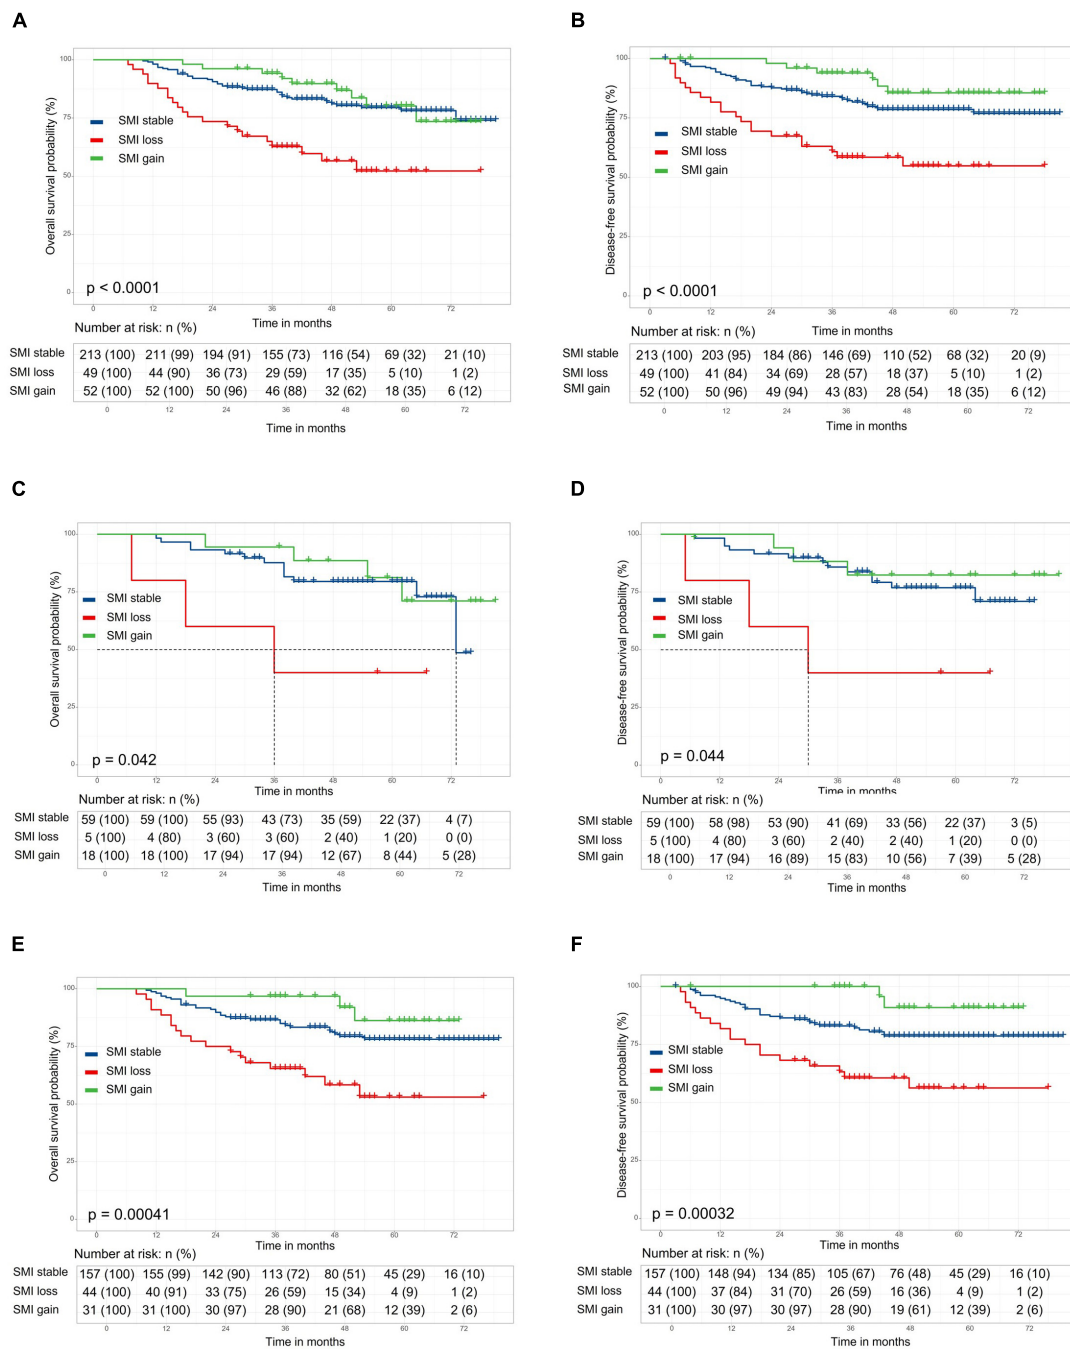 A
Overall survival probability (%)
100
75
50
25
0
SMI stable
SMI loss
SMI gain
p < 0.0001
0 12 24 36 48 60 72
Time in months
Number at risk: n (%)
SMI stable 213 (100) 211 (99) 194 (91) 155 (73) 116 (54) 69 (32) 21 (10)
SMI loss 49 (100) 44 (90) 36 (73) 29 (59) 17 (35) 5 (10) 1 (2)
SMI gain 52 (100) 52 (100) 50 (96) 46 (88) 32 (62) 18 (35) 6 (12)
0 12 24 36 48 60 72
Time in months
B
Disease-free survival probability (%)
100
75
50
25
0
SMI stable
SMI loss
SMI gain
p < 0.0001
0 12 24 36 48 60 72
Time in months
Number at risk: n (%)
SMI stable 213 (100) 203 (95) 184 (86) 146 (69) 110 (52) 68 (32) 20 (9)
SMI loss 49 (100) 41 (84) 34 (69) 28 (57) 18 (37) 5 (10) 1 (2)
SMI gain 52 (100) 50 (96) 49 (94) 43 (83) 28 (54) 18 (35) 6 (12)
0 12 24 36 48 60 72
Time in months
C
Overall survival probability (%)
100
75
50
25
0
SMI stable
SMI loss
SMI gain
p = 0.042
0 12 24 36 48 60 72
Time in months
Number at risk: n (%)
SMI stable 59 (100) 59 (100) 55 (93) 43 (73) 35 (59) 22 (37) 4 (7)
SMI loss 5 (100) 4 (80) 3 (60) 3 (60) 2 (40) 1 (20) 0 (0)
SMI gain 18 (100) 18 (100) 17 (94) 17 (94) 12 (67) 8 (44) 5 (28)
0 12 24 36 48 60 72
Time in months
D
Disease-free survival probability (%)
100
75
50
25
0
SMI stable
SMI loss
SMI gain
p = 0.044
0 12 24 36 48 60 72
Time in months
Number at risk: n (%)
SMI stable 59 (100) 58 (98) 53 (90) 41 (69) 33 (56) 22 (37) 3 (5)
SMI loss 5 (100) 4 (80) 3 (60) 2 (40) 2 (40) 1 (20) 0 (0)
SMI gain 18 (100) 17 (94) 16 (89) 15 (83) 10 (56) 7 (39) 5 (28)
0 12 24 36 48 60 72
Time in months
E
Overall survival probability (%)
100
75
50
25
0
SMI stable
SMI loss
SMI gain
p = 0.00041
0 12 24 36 48 60 72
Time in months
Number at risk: n (%)
SMI stable 157 (100) 155 (99) 142 (90) 113 (72) 80 (51) 45 (29) 16 (10)
SMI loss 44 (100) 40 (91) 33 (75) 26 (59) 15 (34) 4 (9) 1 (2)
SMI gain 31 (100) 31 (100) 30 (97) 28 (90) 21 (68) 12 (39) 2 (6)
0 12 24 36 48 60 72
Time in months
F
Disease-free survival probability (%)
100
75
50
25
0
SMI stable
SMI loss
SMI gain
p = 0.00032
0 12 24 36 48 60 72
Time in months
Number at risk: n (%)
SMI stable 157 (100) 148 (94) 134 (85) 105 (67) 76 (48) 45 (29) 16 (10)
SMI loss 44 (100) 37 (84) 31 (70) 26 (59) 16 (36) 4 (9) 1 (2)
SMI gain 31 (100) 30 (97) 30 (97) 28 (90) 19 (61) 12 (39) 2 (6)
0 12 24 36 48 60 72
Time in months